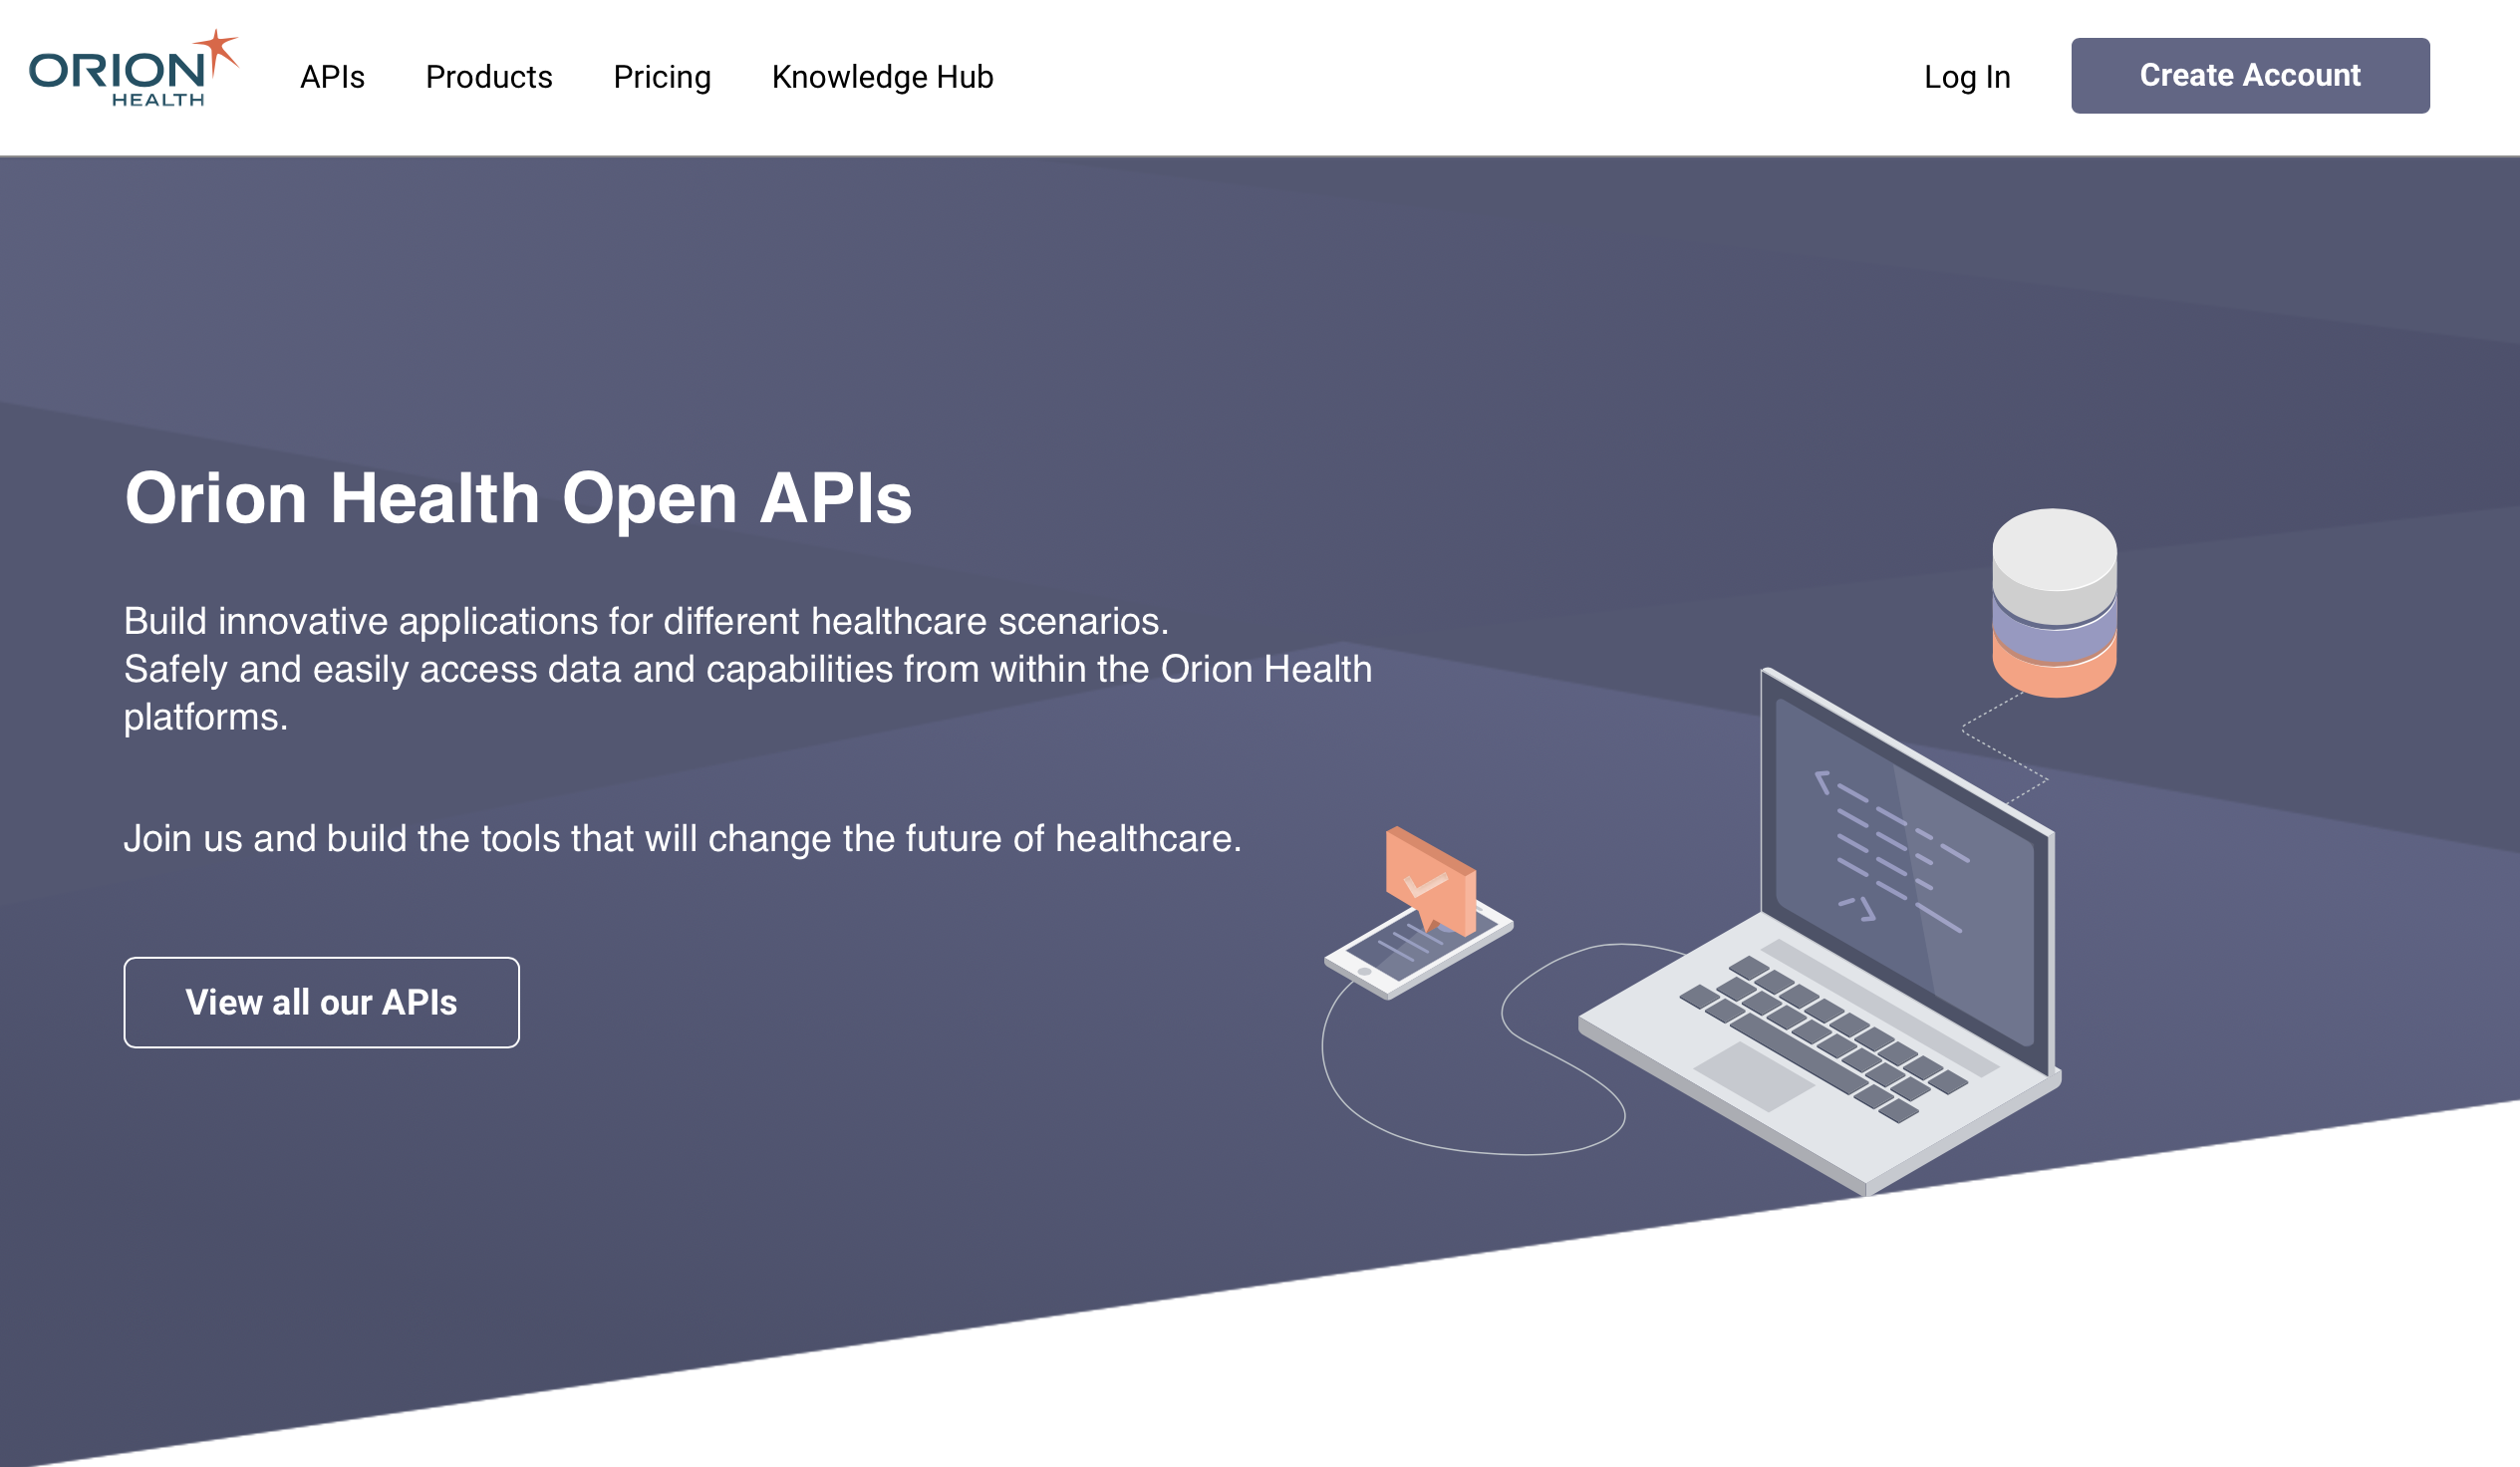 ORION
HEALTH
APIs
Products
Pricing
Knowledge Hub
Log In
Create Account
Orion Health Open APIs
Build innovative applications for different healthcare scenarios.
Safely and easily access data and capabilities from within the Orion Health
platforms.
Join us and build the tools that will change the future of healthcare.
View all our APIs